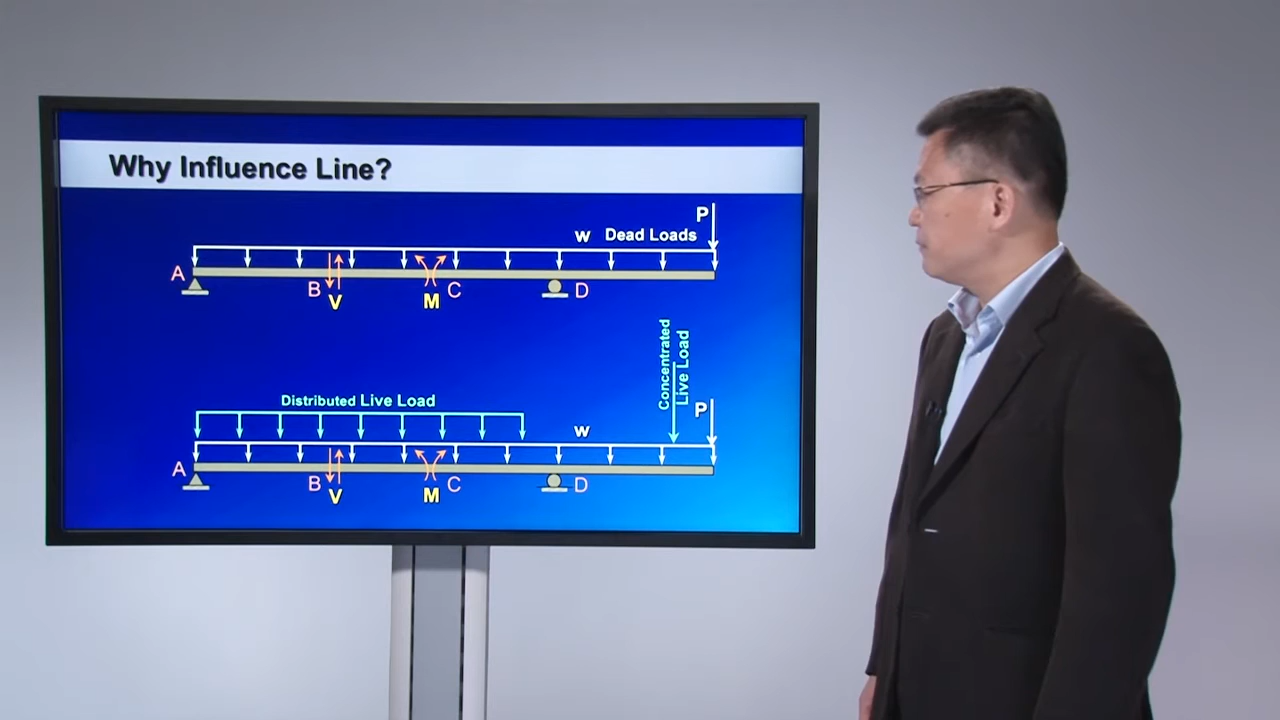 Why Influence Line?
P
w Dead Loads
A
B V M C D
Concentrated
Live Load
Distributed Live Load
P
w
A
B V M C D